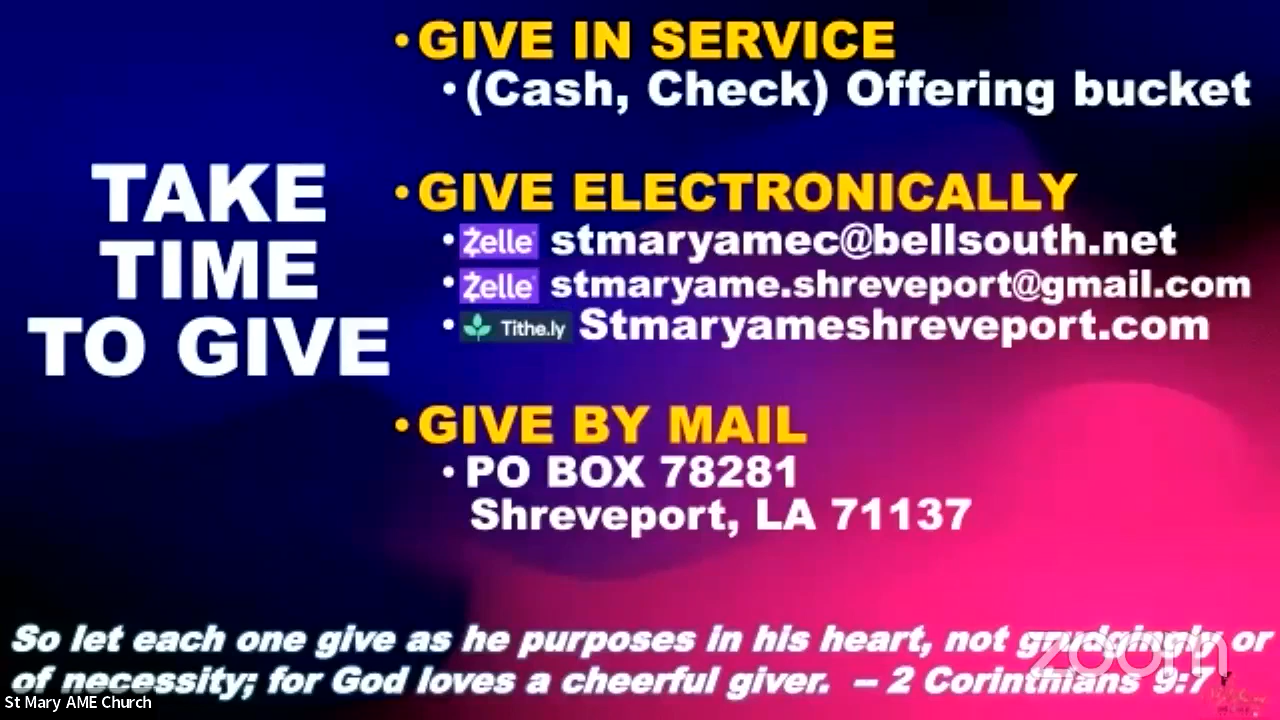 TAKE
TIME
TO GIVE
• GIVE IN SERVICE
• (Cash, Check) Offering bucket
• GIVE ELECTRONICALLY
• Zelle stmaryamec@bellsouth.net
• Zelle stmaryame.shreveport@gmail.com
• Tithe.ly Stmaryameshreveport.com
• GIVE BY MAIL
• PO BOX 78281
Shreveport, LA 71137
So let each one give as he purposes in his heart, not grudgingly or
of necessity; for God loves a cheerful giver. – 2 Corinthians 9:7
zoom
St Mary AME Church